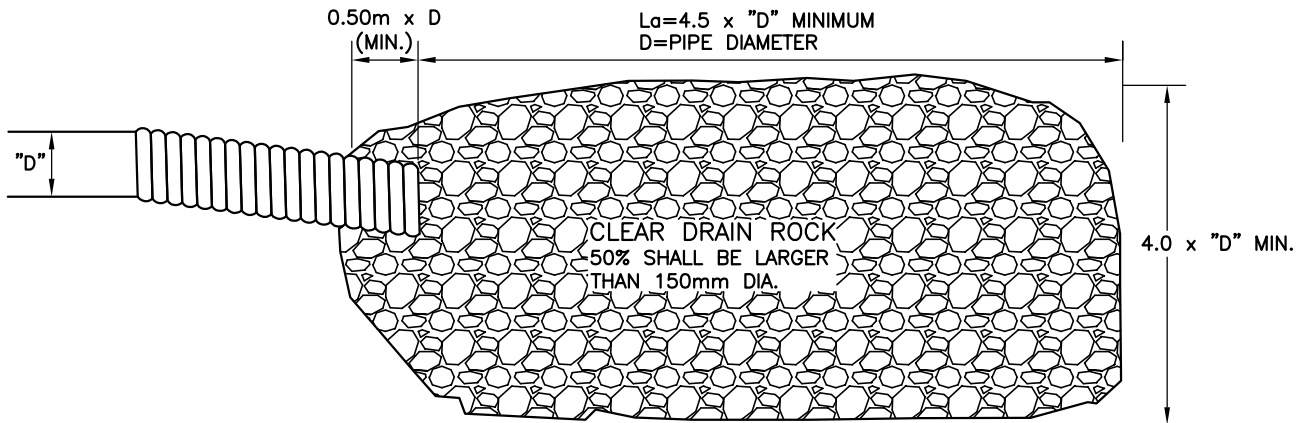 0.50m x D
(MIN.)
La=4.5 x "D" MINIMUM
D=PIPE DIAMETER
"D"
CLEAR DRAIN ROCK
50% SHALL BE LARGER
THAN 150mm DIA.
4.0 x "D" MIN.